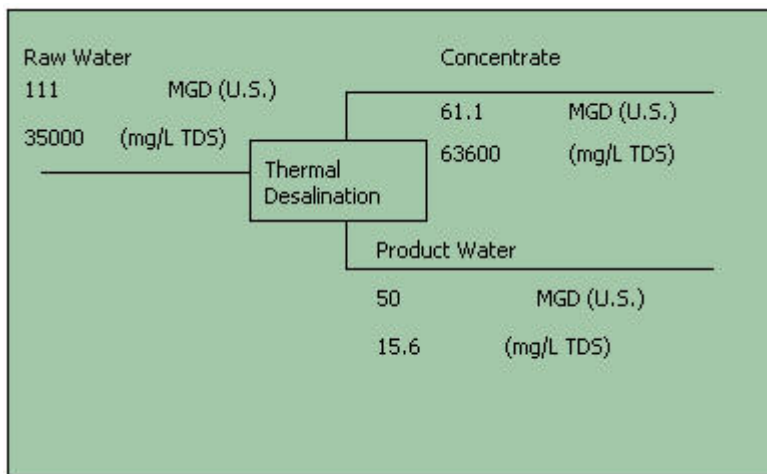 Raw Water
111 MGD (U.S.)
35000 (mg/L TDS)
Thermal
Desalination
Concentrate
61.1 MGD (U.S.)
63600 (mg/L TDS)
Product Water
50 MGD (U.S.)
15.6 (mg/L TDS)